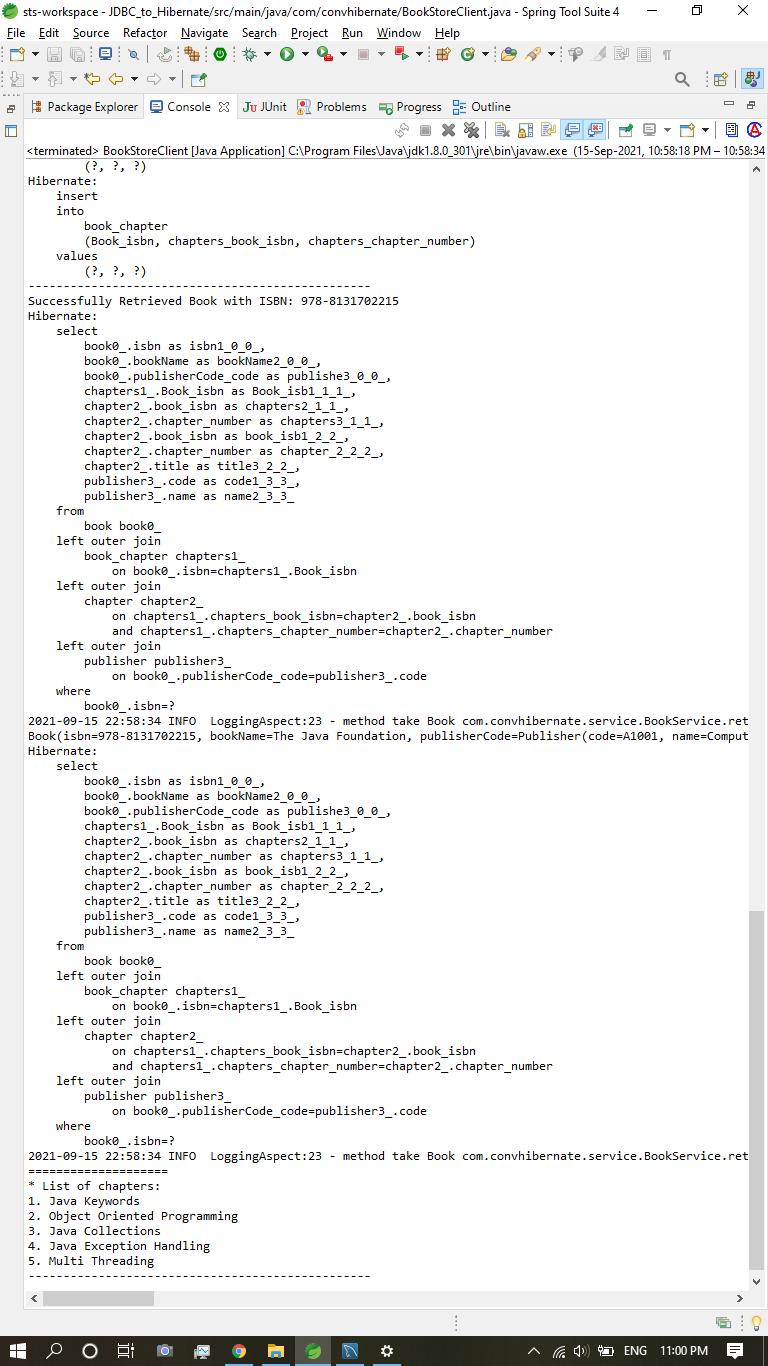 sts-workspace - JDBC_to_Hibernate/src/main/java/com/convhibernate/BookStoreClient.java - Spring Tool Suite 4
File Edit Source Refactor Navigate Search Project Run Window Help
Package Explorer Console JUnit Problems Progress Outline
<terminated> BookStoreClient [Java Application] C:\Program Files\Java\jdk1.8.0_301\jre\bin\javaw.exe (15-Sep-2021, 10:58:18 PM – 10:58:34
        (?, ?, ?)
Hibernate:
    insert
    into
        book_chapter
        (Book_isbn, chapters_book_isbn, chapters_chapter_number)
    values
        (?, ?, ?)
-------------------------------------------------
Successfully Retrieved Book with ISBN: 978-8131702215
Hibernate:
    select
        book0_.isbn as isbn1_0_0_,
        book0_.bookName as bookName2_0_0_,
        book0_.publisherCode_code as publishe3_0_0_,
        chapters1_.Book_isbn as Book_isb1_1_1_,
        chapter2_.book_isbn as chapters2_1_1_,
        chapter2_.chapter_number as chapters3_1_1_,
        chapter2_.book_isbn as book_isb1_2_2_,
        chapter2_.chapter_number as chapter_2_2_2_,
        chapter2_.title as title3_2_2_,
        publisher3_.code as code1_3_3_,
        publisher3_.name as name2_3_3_
    from
        book book0_
    left outer join
        book_chapter chapters1_
            on book0_.isbn=chapters1_.Book_isbn
    left outer join
        chapter chapter2_
            on chapters1_.chapters_book_isbn=chapter2_.book_isbn
            and chapters1_.chapters_chapter_number=chapter2_.chapter_number
    left outer join
        publisher publisher3_
            on book0_.publisherCode_code=publisher3_.code
    where
        book0_.isbn=?
2021-09-15 22:58:34 INFO  LoggingAspect:23 - method take Book com.convhibernate.service.BookService.ret
Book(isbn=978-8131702215, bookName=The Java Foundation, publisherCode=Publisher(code=A1001, name=Comput
Hibernate:
    select
        book0_.isbn as isbn1_0_0_,
        book0_.bookName as bookName2_0_0_,
        book0_.publisherCode_code as publishe3_0_0_,
        chapters1_.Book_isbn as Book_isb1_1_1_,
        chapter2_.book_isbn as chapters2_1_1_,
        chapter2_.chapter_number as chapters3_1_1_,
        chapter2_.book_isbn as book_isb1_2_2_,
        chapter2_.chapter_number as chapter_2_2_2_,
        chapter2_.title as title3_2_2_,
        publisher3_.code as code1_3_3_,
        publisher3_.name as name2_3_3_
    from
        book book0_
    left outer join
        book_chapter chapters1_
            on book0_.isbn=chapters1_.Book_isbn
    left outer join
        chapter chapter2_
            on chapters1_.chapters_book_isbn=chapter2_.book_isbn
            and chapters1_.chapters_chapter_number=chapter2_.chapter_number
    left outer join
        publisher publisher3_
            on book0_.publisherCode_code=publisher3_.code
    where
        book0_.isbn=?
2021-09-15 22:58:34 INFO  LoggingAspect:23 - method take Book com.convhibernate.service.BookService.ret
====================
* List of chapters:
1. Java Keywords
2. Object Oriented Programming
3. Java Collections
4. Java Exception Handling
5. Multi Threading
-------------------------------------------------
ENG 11:00 PM